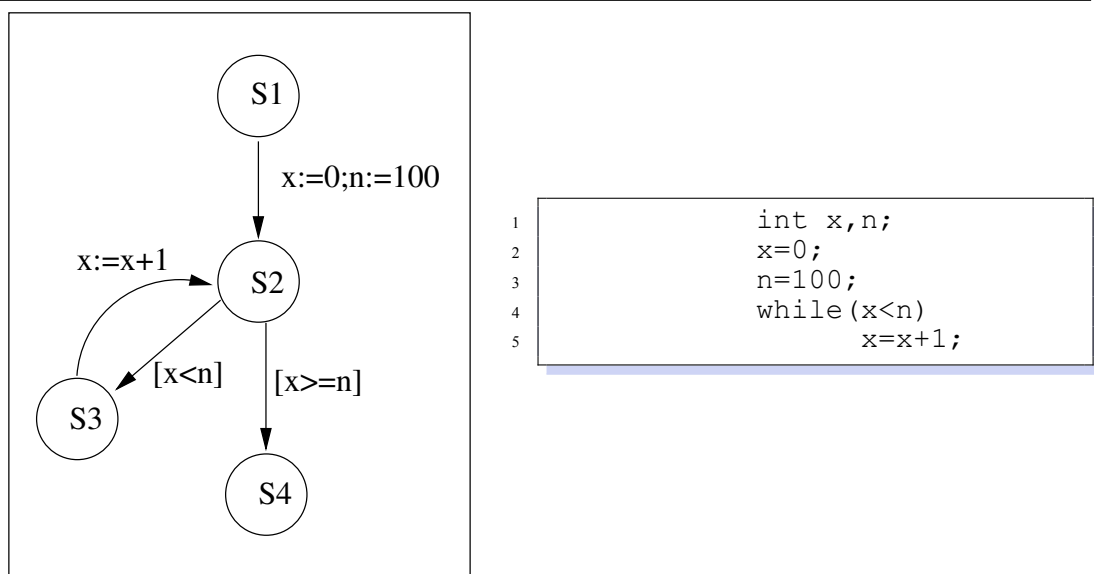 S1
x:=0;n:=100
x:=x+1
S2
[x<n]
[x>=n]
S3
S4
1 int x,n;
2 x=0;
3 n=100;
4 while(x<n)
5 x=x+1;